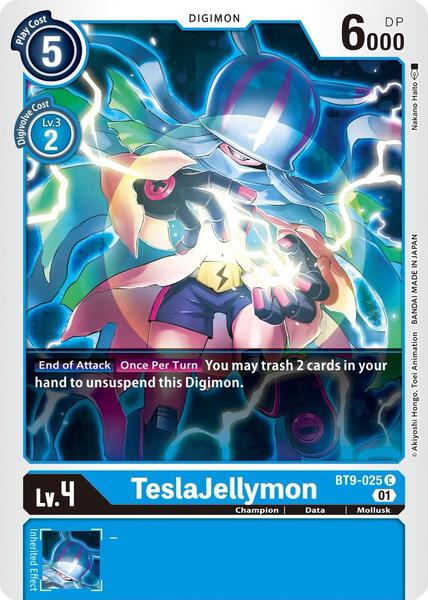 DIGIMON
Play Cost
5
6000
DP
Digivolve Cost
Lv.3
2
Nakano Haito
©Akiyoshi Hongo, Toei Animation BANDAI MADE IN JAPAN
End of Attack Once Per Turn You may trash 2 cards in your
hand to unsuspend this Digimon.
Lv.4
TeslaJellymon
BT9-025 C
01
Champion | Data | Mollusk
Inherited Effect
–